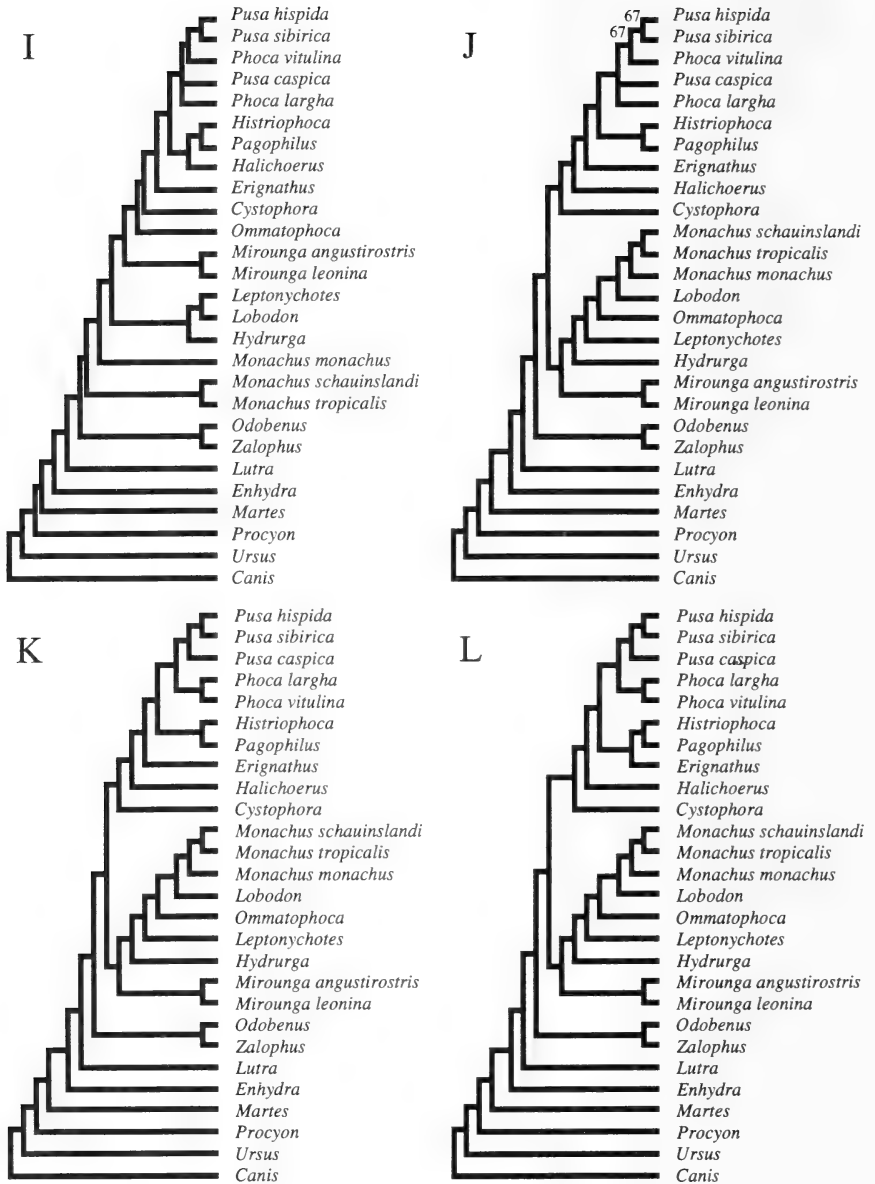 I
Pusa hispida
Pusa sibirica
Phoca vitulina
Pusa caspica
Phoca largha
Histriophoca
Pagophilus
Halichoerus
Erignathus
Cystophora
Ommatophoca
Mirounga angustirostris
Mirounga leonina
Leptonychotes
Lobodon
Hydrurga
Monachus monachus
Monachus schauinslandi
Monachus tropicalis
Odobenus
Zalophus
Lutra
Enhydra
Martes
Procyon
Ursus
Canis
J
67
67
Pusa hispida
Pusa sibirica
Phoca vitulina
Pusa caspica
Phoca largha
Histriophoca
Pagophilus
Erignathus
Halichoerus
Cystophora
Monachus schauinslandi
Monachus tropicalis
Monachus monachus
Lobodon
Ommatophoca
Leptonychotes
Hydrurga
Mirounga angustirostris
Mirounga leonina
Odobenus
Zalophus
Lutra
Enhydra
Martes
Procyon
Ursus
Canis
K
Pusa hispida
Pusa sibirica
Pusa caspica
Phoca largha
Phoca vitulina
Histriophoca
Pagophilus
Erignathus
Halichoerus
Cystophora
Monachus schauinslandi
Monachus tropicalis
Monachus monachus
Lobodon
Ommatophoca
Leptonychotes
Hydrurga
Mirounga angustirostris
Mirounga leonina
Odobenus
Zalophus
Lutra
Enhydra
Martes
Procyon
Ursus
Canis
L
Pusa hispida
Pusa sibirica
Pusa caspica
Phoca largha
Phoca vitulina
Histriophoca
Pagophilus
Erignathus
Halichoerus
Cystophora
Monachus schauinslandi
Monachus tropicalis
Monachus monachus
Lobodon
Ommatophoca
Leptonychotes
Hydrurga
Mirounga angustirostris
Mirounga leonina
Odobenus
Zalophus
Lutra
Enhydra
Martes
Procyon
Ursus
Canis